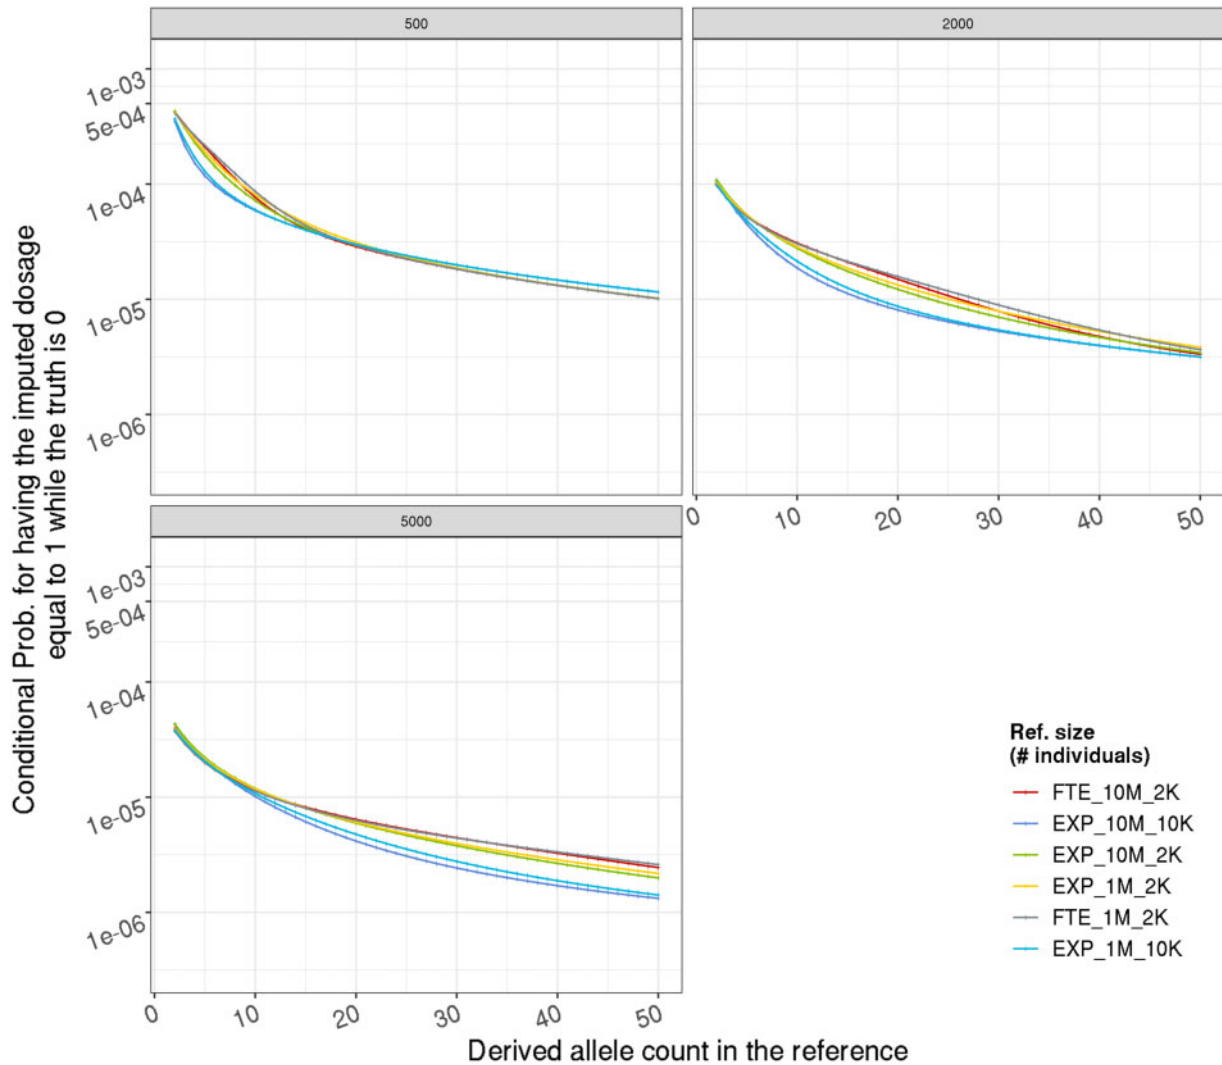 500
2000
1e-03
5e-04
1e-04
1e-05
1e-06
0
10
20
30
40
50
5000
1e-03
5e-04
1e-04
1e-05
1e-06
0
10
20
30
40
50
Conditional Prob. for having the imputed dosage
equal to 1 while the truth is 0
Derived allele count in the reference
Ref. size
(# individuals)
FTE_10M_2K
EXP_10M_10K
EXP_10M_2K
EXP_1M_2K
FTE_1M_2K
EXP_1M_10K